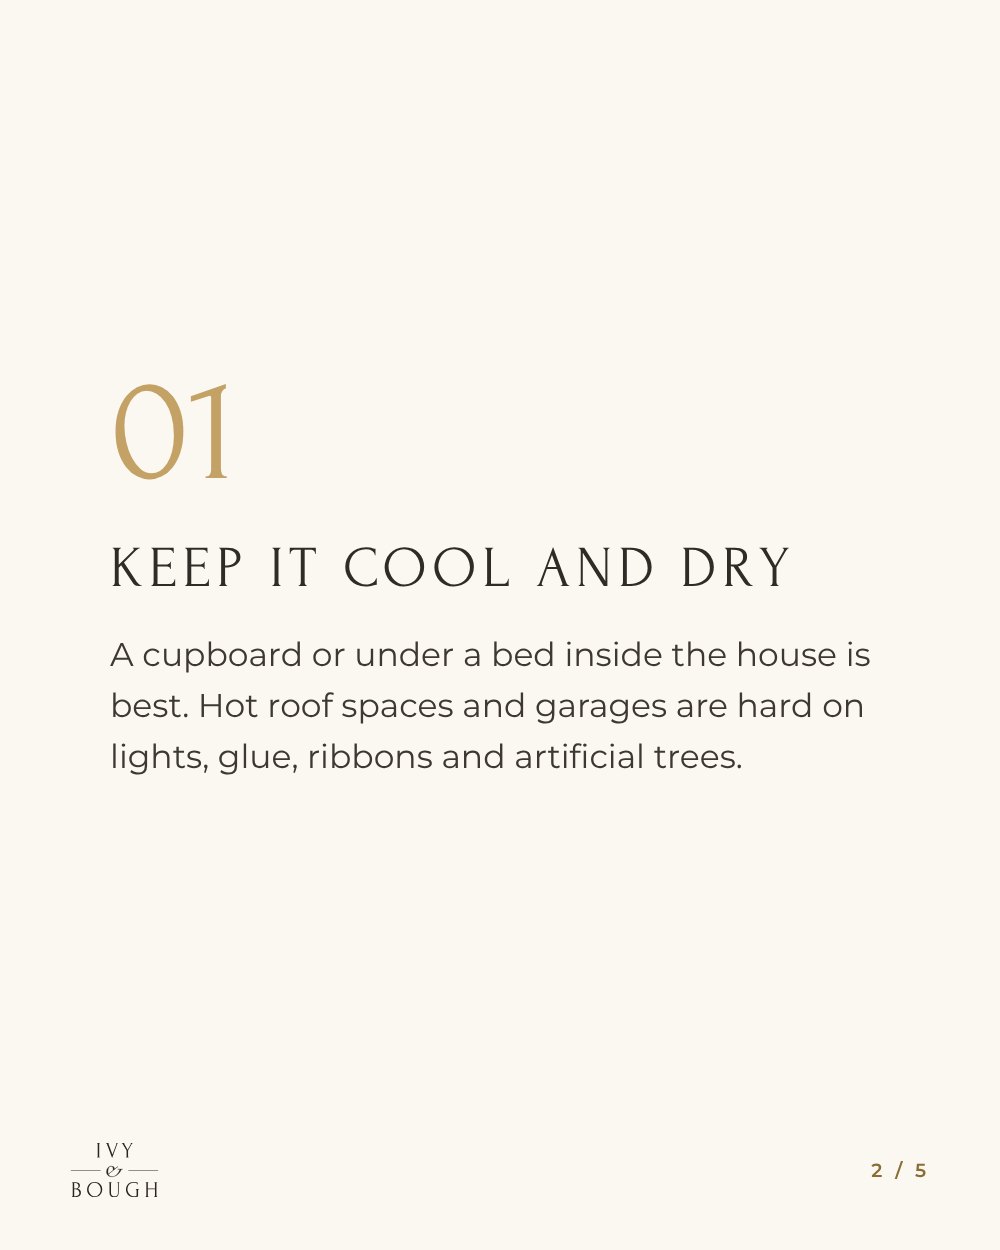 01
KEEP IT COOL AND DRY
A cupboard or under a bed inside the house is
best. Hot roof spaces and garages are hard on
lights, glue, ribbons and artificial trees.
IVY
&
BOUGH
2 / 5